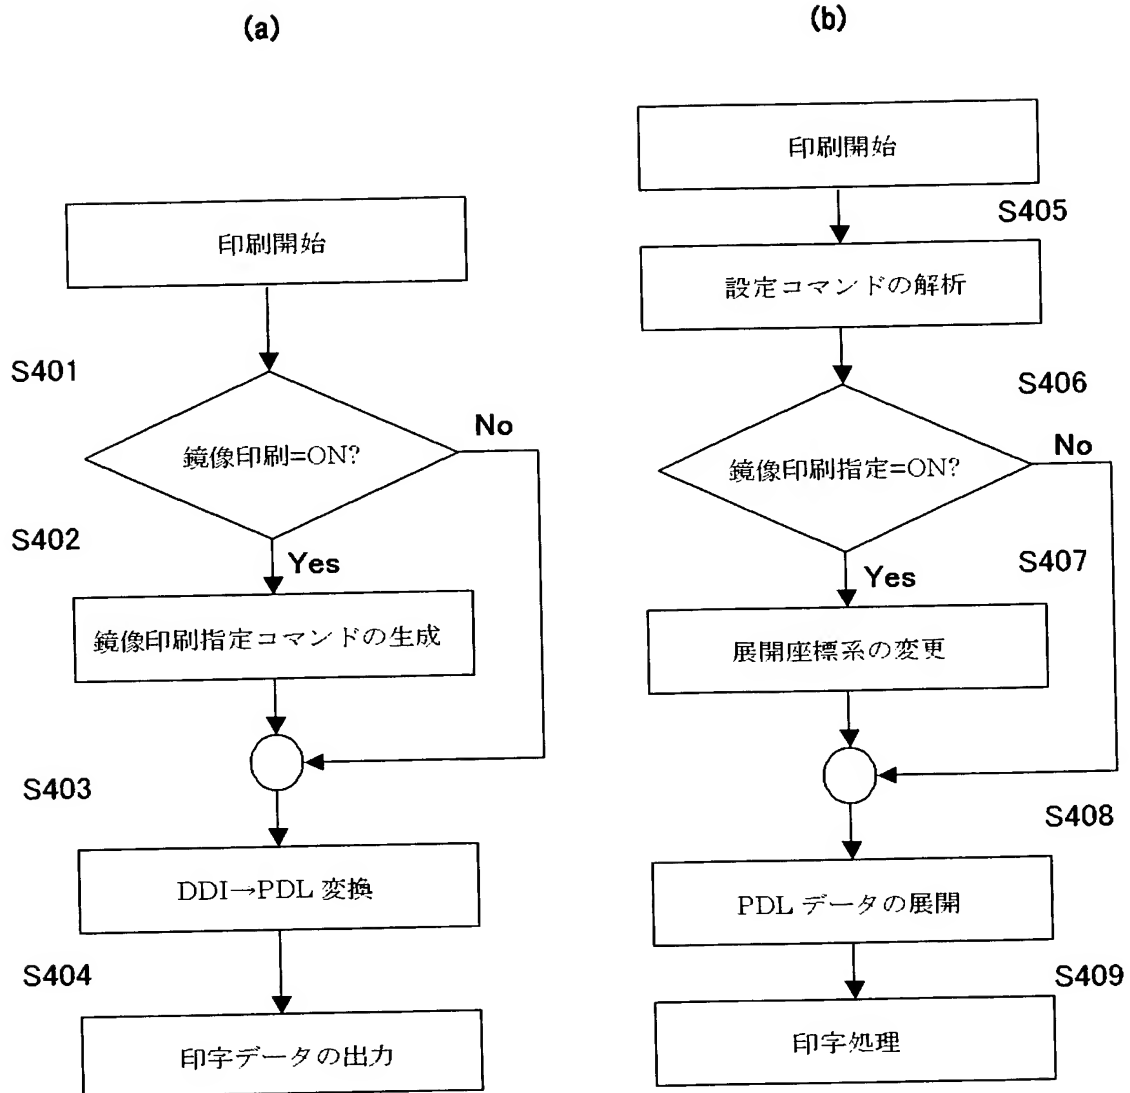 (a)
印刷開始
S401
鏡像印刷=ON?
No
S402
Yes
鏡像印刷指定コマンドの生成
S403
DDI→PDL 変換
S404
印字データの出力
(b)
印刷開始
S405
設定コマンドの解析
S406
鏡像印刷指定=ON?
No
S407
Yes
展開座標系の変更
S408
PDL データの展開
S409
印字処理